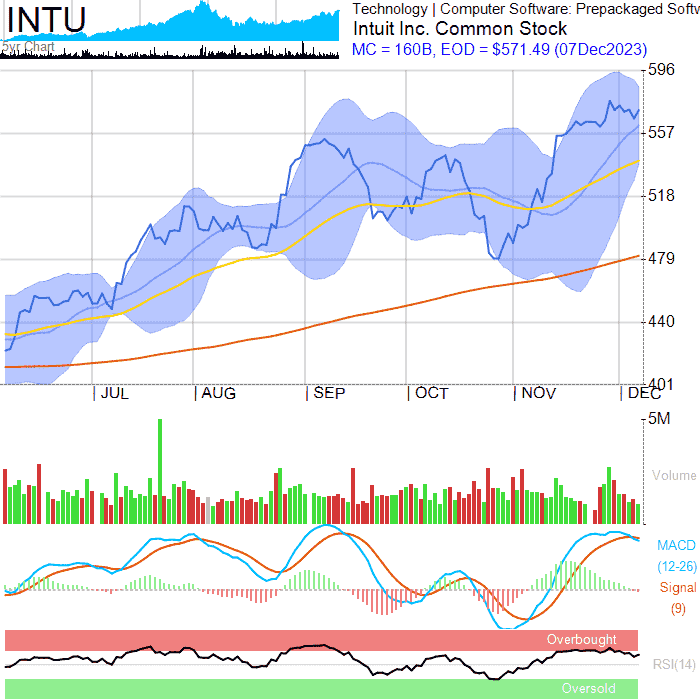 INTU
5yr Chart
Technology | Computer Software: Prepackaged Softw
Intuit Inc. Common Stock
MC = 160B, EOD = $571.49 (07Dec2023)
596
557
518
479
440
401
| JUL | AUG | SEP | OCT | NOV | DEC
5M
Volume
MACD
(12-26)
Signal
(9)
Overbought
RSI(14)
Oversold